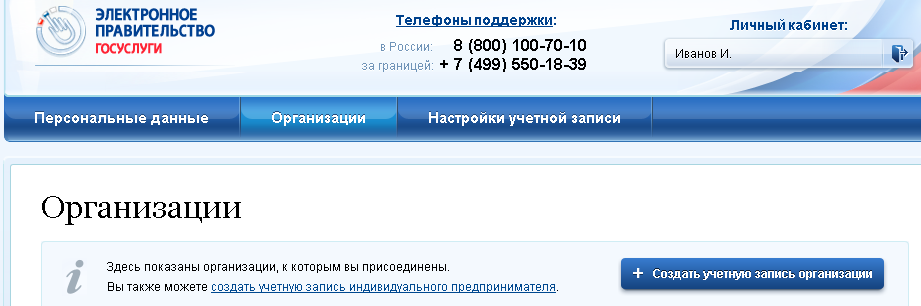 ЭЛЕКТРОННОЕ
ПРАВИТЕЛЬСТВО
ГОСУСЛУГИ
Телефоны поддержки:
в России: 8 (800) 100-70-10
за границей: + 7 (499) 550-18-39
Личный кабинет:
Иванов И.
Персональные данные Организации Настройки учетной записи
Организации
Здесь показаны организации, к которым вы присоединены.
Вы также можете создать учетную запись индивидуального предпринимателя.
+ Создать учетную запись организации